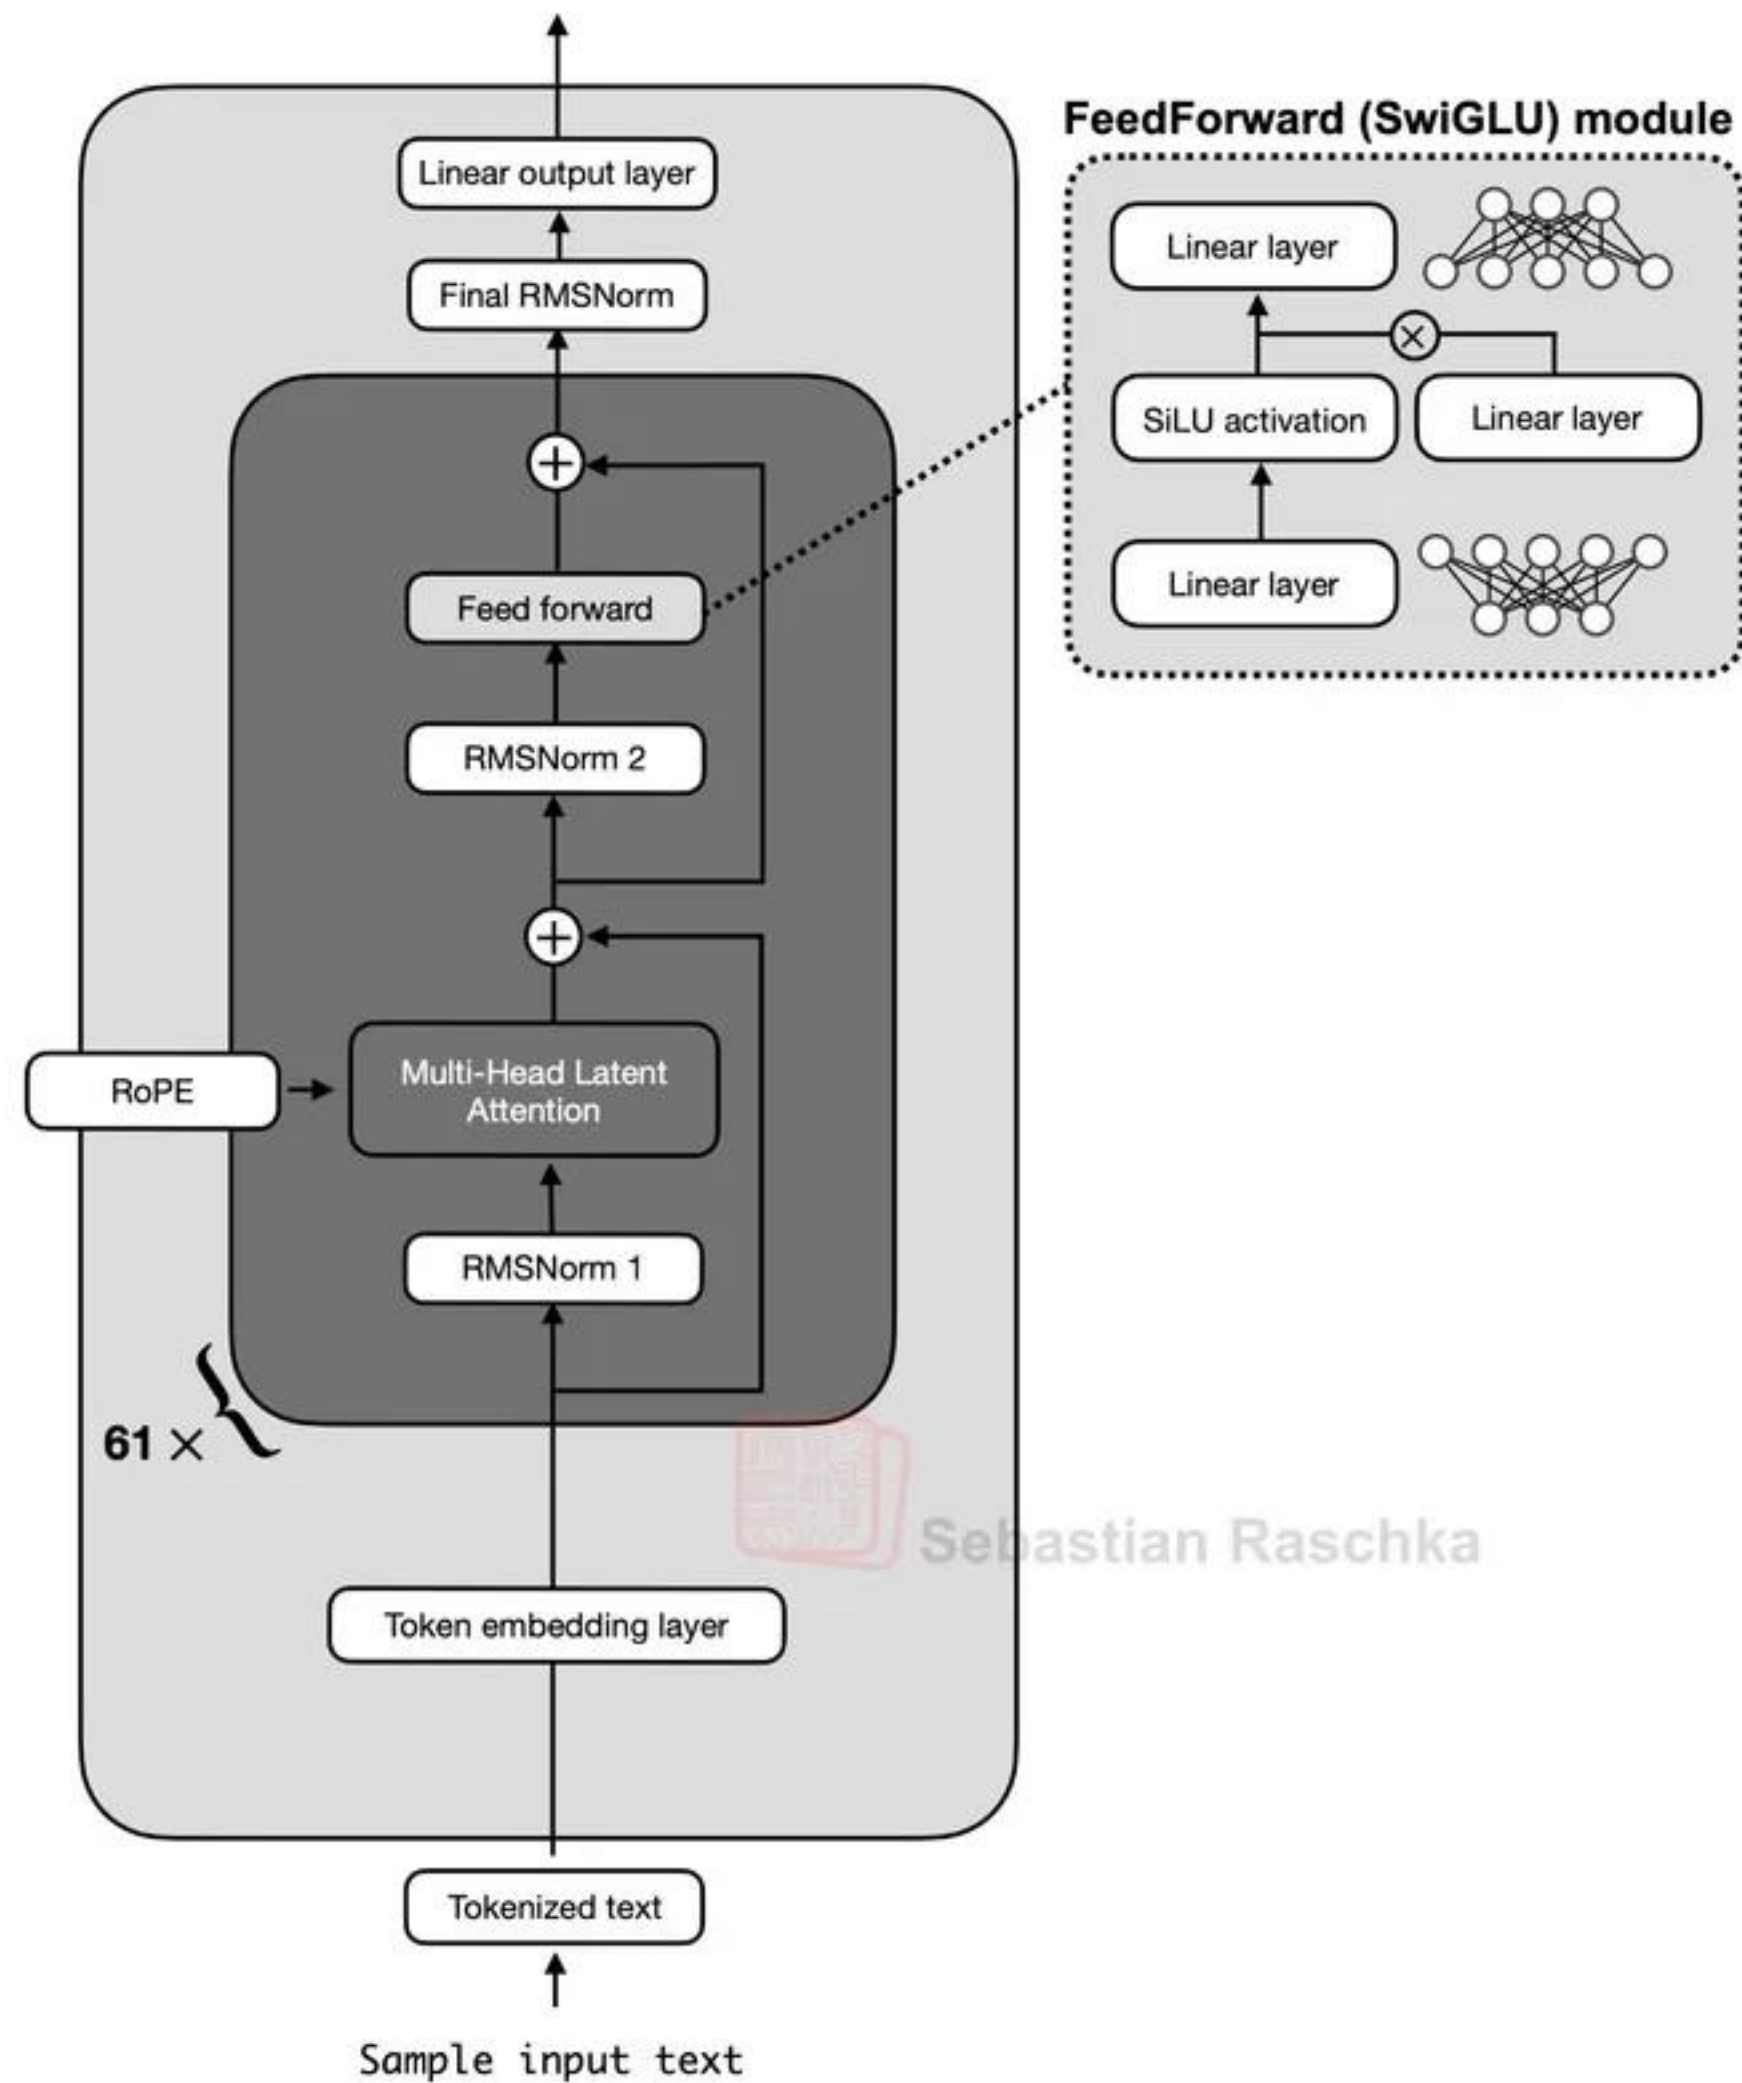 Linear output layer
Final RMSNorm
Feed forward
RMSNorm 2
RoPE
Multi-Head Latent
Attention
RMSNorm 1
61 ×
Token embedding layer
Tokenized text
Sample input text
FeedForward (SwiGLU) module
Linear layer
SiLU activation
Linear layer
Linear layer
Sebastian Raschka